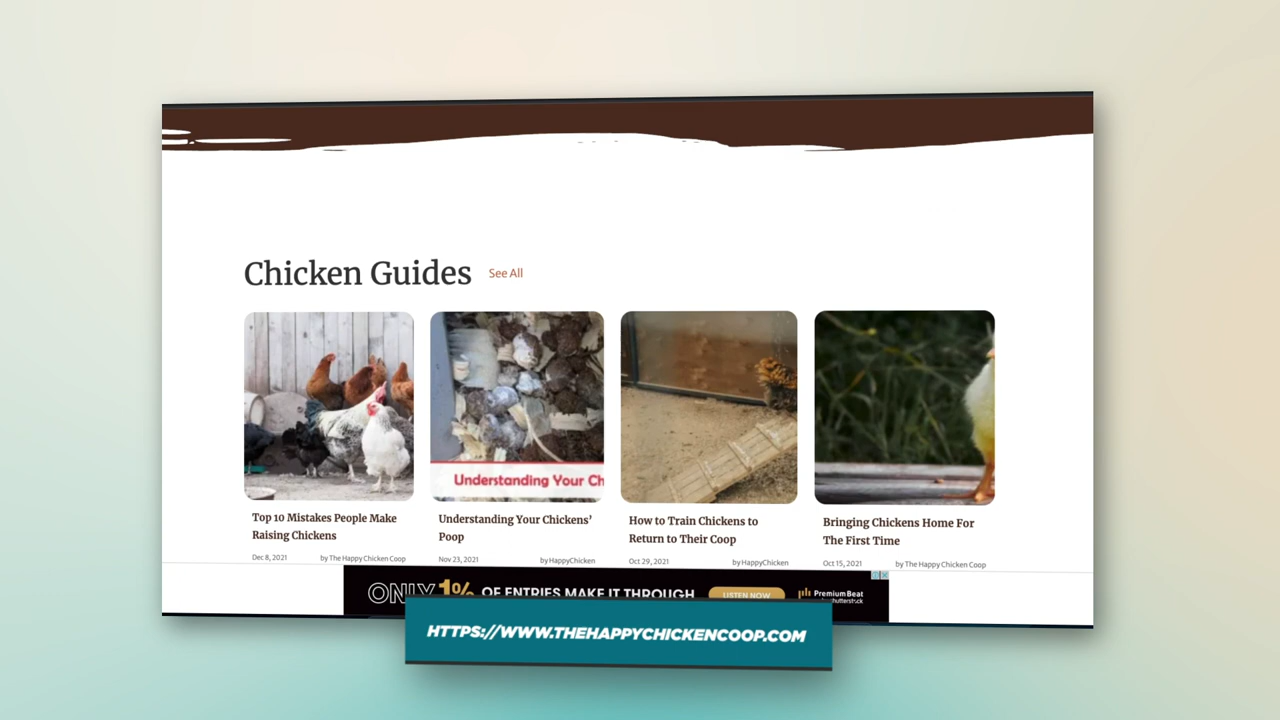 Chicken Guides See All
Understanding Your Ch
Top 10 Mistakes People Make
Raising Chickens
Dec 8, 2021 by The Happy Chicken Coop
Understanding Your Chickens'
Poop
Nov 23, 2021 by HappyChicken
How to Train Chickens to
Return to Their Coop
Oct 29, 2021 by HappyChicken
Bringing Chickens Home For
The First Time
Oct 15, 2021 by The Happy Chicken Coop
ONLY 1% OF ENTRIES MAKE IT THROUGH LISTEN NOW PremiumBeat
HTTPS://WWW.THEHAPPYCHICKENCOOP.COM